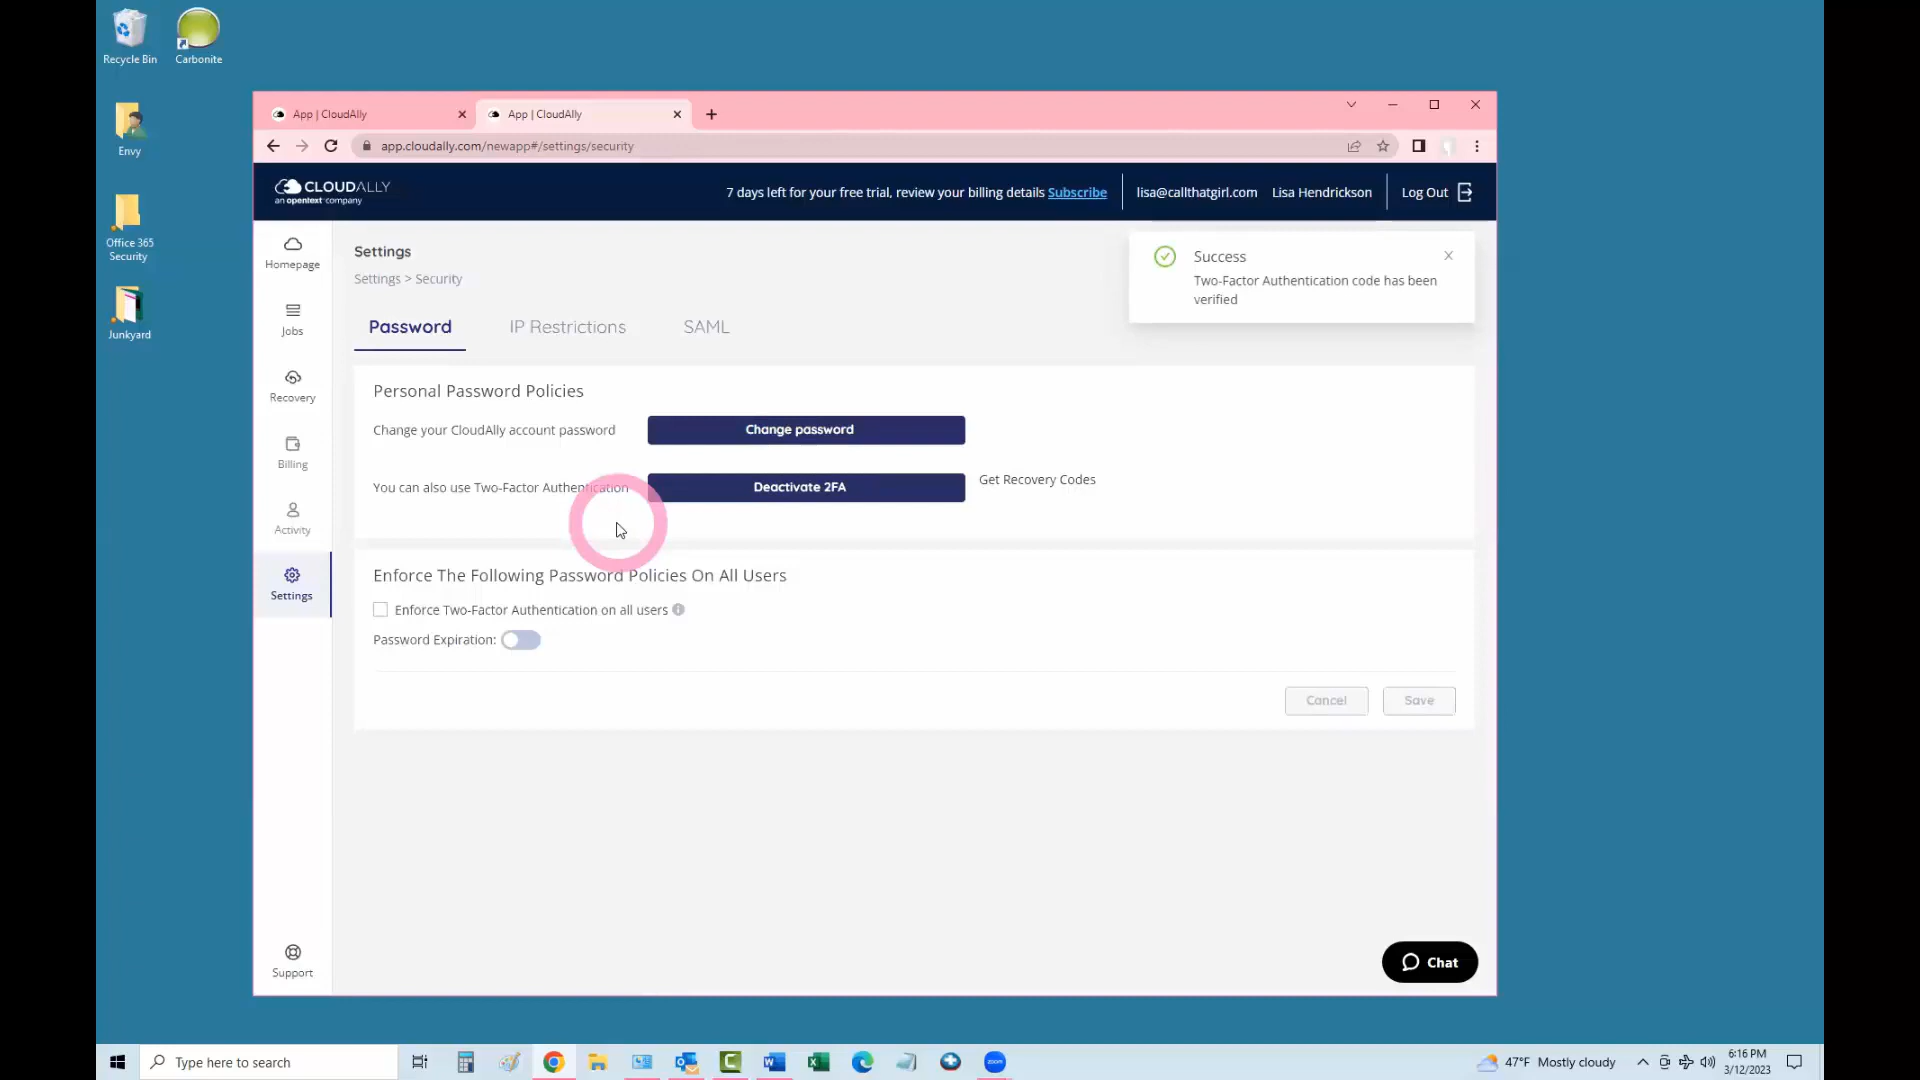 Recycle Bin
Carbonite
Envy
Office 365
Security
Junkyard
App | CloudAlly
App | CloudAlly
app.cloudally.com/newapp#/settings/security
CLOUDALLY
an opentext company
7 days left for your free trial, review your billing details Subscribe
lisa@callthatgirl.com
Lisa Hendrickson
Log Out
Homepage
Jobs
Recovery
Billing
Activity
Settings
Support
Settings
Settings > Security
Success
Two-Factor Authentication code has been
verified
Password
IP Restrictions
SAML
Personal Password Policies
Change your CloudAlly account password
Change password
You can also use Two-Factor Authentication
Deactivate 2FA
Get Recovery Codes
Enforce The Following Password Policies On All Users
Enforce Two-Factor Authentication on all users
Password Expiration:
Cancel
Save
Chat
Type here to search
zoom
47°F Mostly cloudy
6:16 PM
3/12/2023